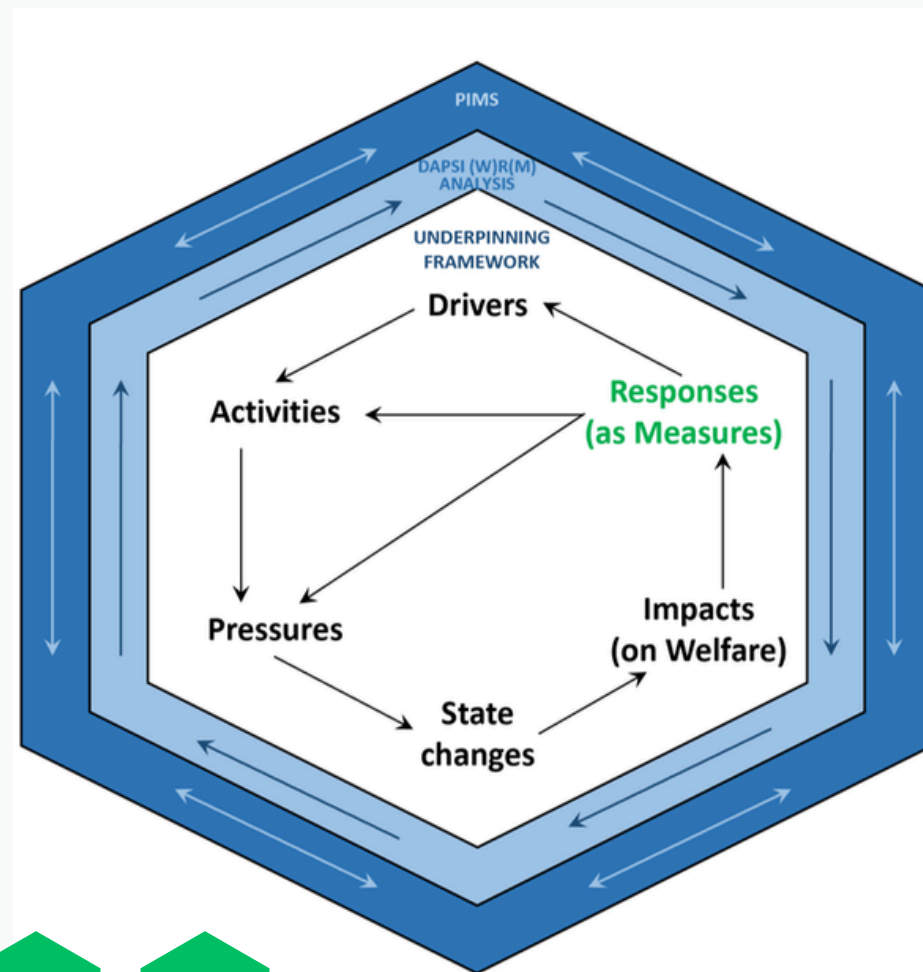 PIMS
DAPSI (W)R(M)
ANALYSIS
UNDERPINNING
FRAMEWORK
Drivers
Activities
Responses
(as Measures)
Pressures
Impacts
(on Welfare)
State
changes